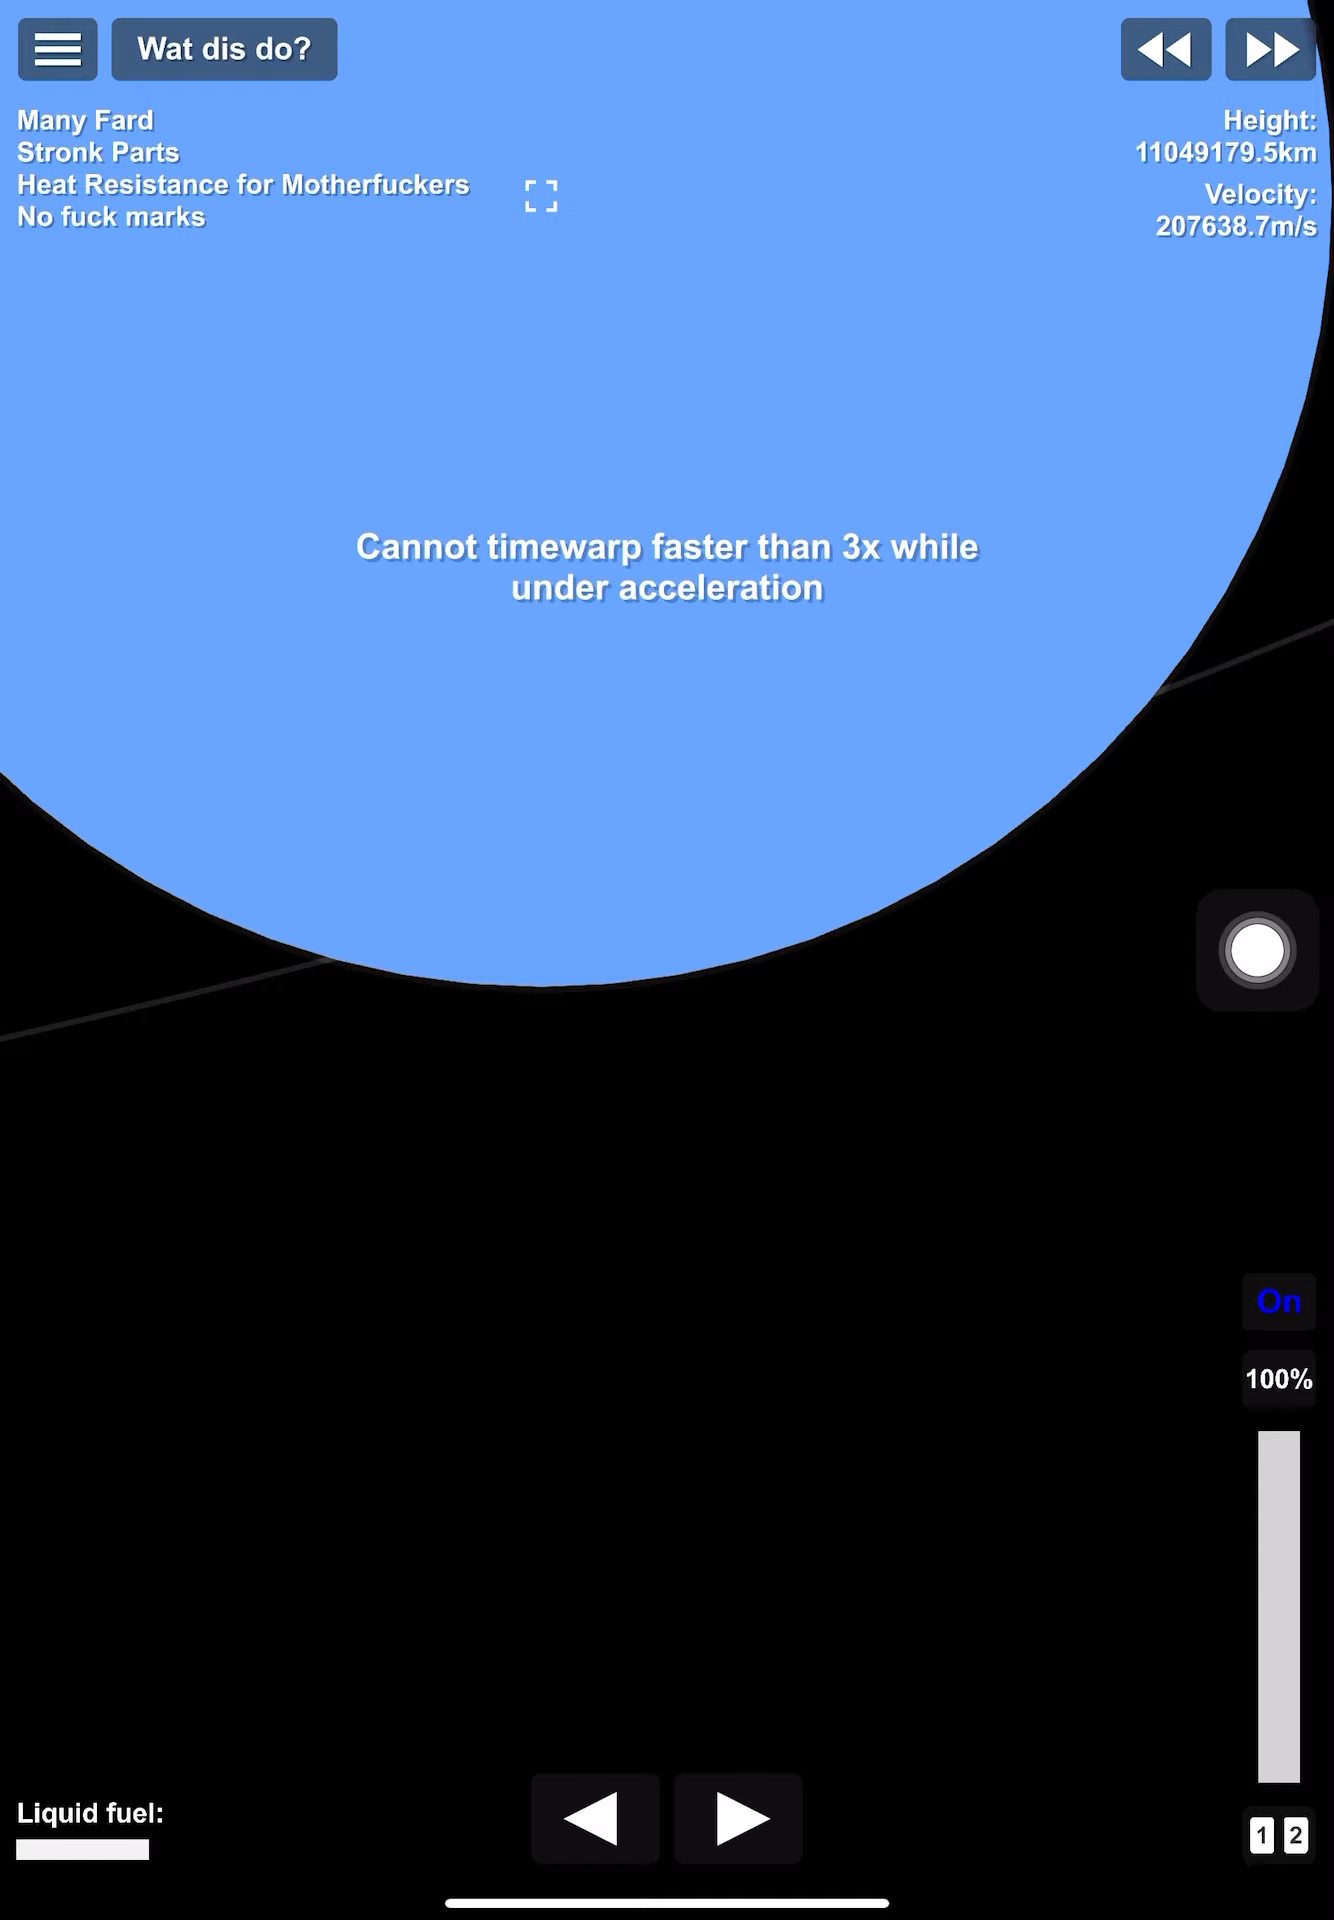 Wat dis do?
Many Fard
Stronk Parts
Heat Resistance for Motherfuckers
No fuck marks
Height:
11049179.5km
Velocity:
207638.7m/s
Cannot timewarp faster than 3x while
under acceleration
On
100%
Liquid fuel:
1 2